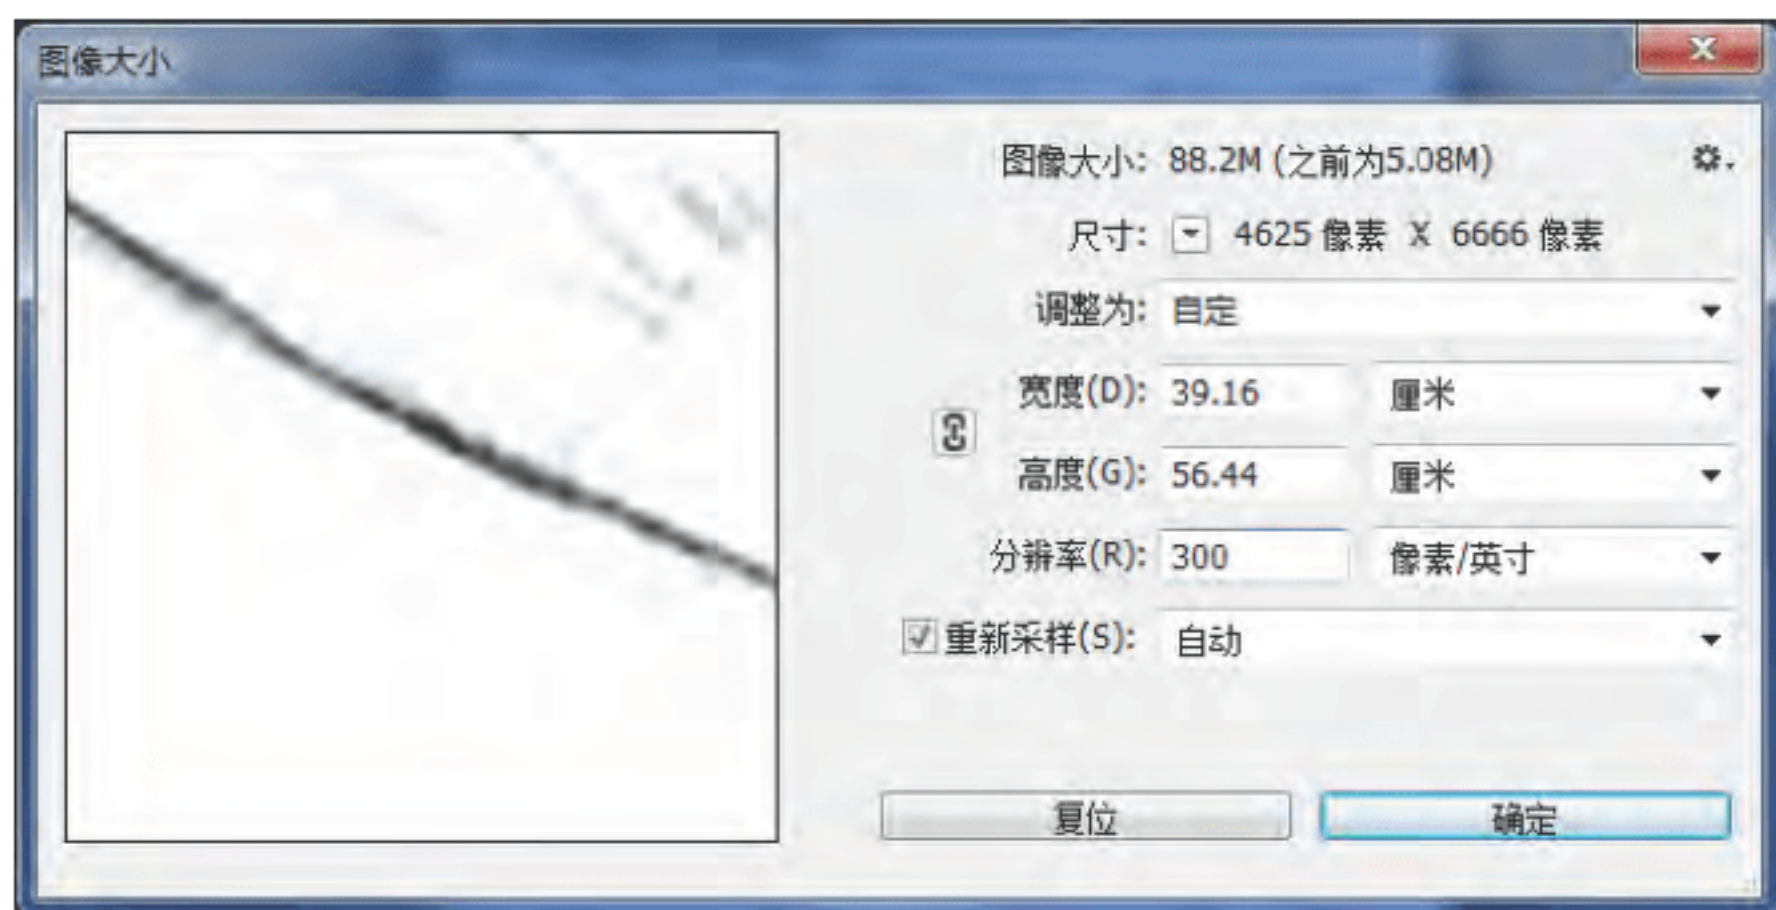 图像大小
图像大小: 88.2M (之前为5.08M)
尺寸: 4625 像素 X 6666 像素
调整为: 自定
宽度(D): 39.16 厘米
高度(G): 56.44 厘米
分辨率(R): 300 像素/英寸
重新采样(S): 自动
复位 确定